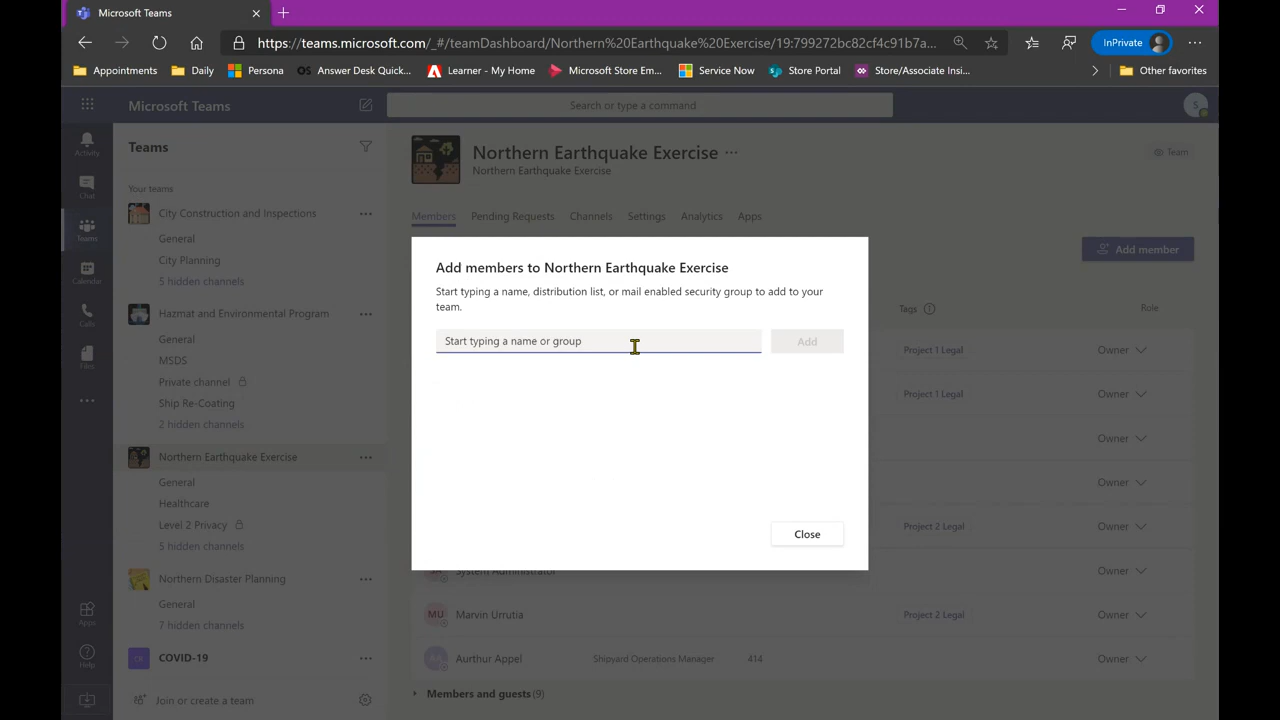 Microsoft Teams
https://teams.microsoft.com/_#/teamDashboard/Northern%20Earthquake%20Exercise/19:799272bc82cf4c91b7a...
InPrivate
Appointments
Daily
Persona
OS Answer Desk Quick...
Learner - My Home
Microsoft Store Em...
Service Now
Store Portal
Store/Associate Insi...
Other favorites
Microsoft Teams
Search or type a command
S
Activity
Chat
Teams
Calendar
Calls
Files
Apps
Help
Teams
Your teams
City Construction and Inspections
General
City Planning
5 hidden channels
Hazmat and Environmental Program
General
MSDS
Private channel
Ship Re-Coating
2 hidden channels
Northern Earthquake Exercise
General
Healthcare
Level 2 Privacy
5 hidden channels
Northern Disaster Planning
General
7 hidden channels
COVID-19
Join or create a team
Northern Earthquake Exercise
Northern Earthquake Exercise
Team
Members Pending Requests Channels Settings Analytics Apps
Add member
Add members to Northern Earthquake Exercise
Start typing a name, distribution list, or mail enabled security group to add to your
team.
Start typing a name or group
Add
Close
Tags
Role
Project 1 Legal Owner
Project 1 Legal Owner
Owner
Owner
Project 2 Legal Owner
System Administrator Owner
MU Marvin Urrutia Project 2 Legal Owner
Aurthur Appel Shipyard Operations Manager 414 Owner
Members and guests (9)